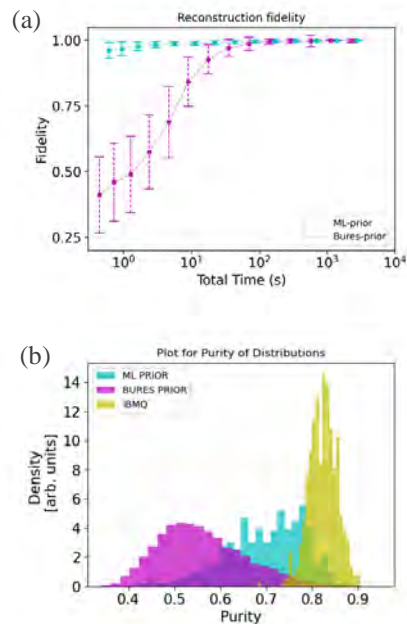 (a)
Reconstruction fidelity
1.00
0.75
0.50
0.25
Fidelity
ML-prior
Bures-prior
10⁰ 10¹ 10² 10³ 10⁴
Total Time (s)
(b)
Plot for Purity of Distributions
ML PRIOR
BURES PRIOR
IBMQ
14
12
10
8
6
4
2
0
Density
[arb. units]
0.4 0.5 0.6 0.7 0.8 0.9
Purity